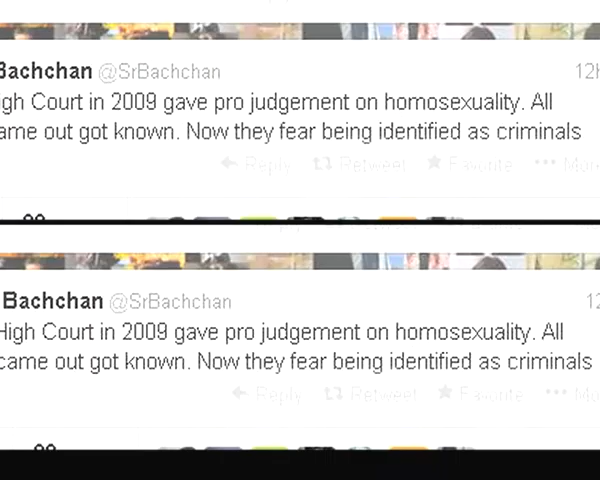 Bachchan @SrBachchan 12h
igh Court in 2009 gave pro judgement on homosexuality. All
ame out got known. Now they fear being identified as criminals
Reply Retweet Favorite More
Bachchan @SrBachchan 12
High Court in 2009 gave pro judgement on homosexuality. All
came out got known. Now they fear being identified as criminals
Reply Retweet Favorite Mo